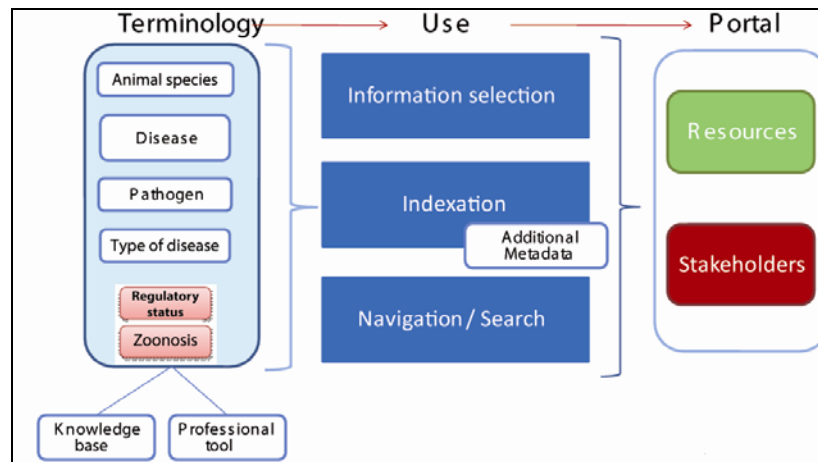 Terminology
Use
Portal
Animal species
Disease
Pathogen
Type of disease
Regulatory
status
Zoonosis
Knowledge
base
Professional
tool
Information selection
Indexation
Additional
Metadata
Navigation / Search
Resources
Stakeholders